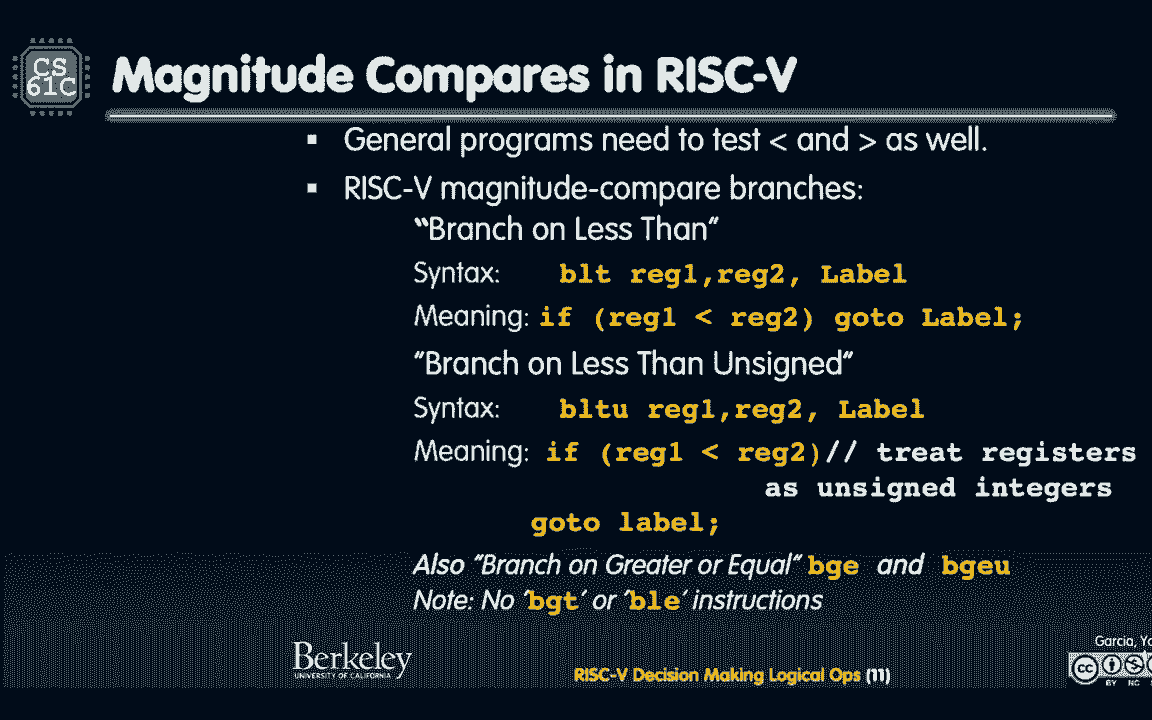 CS
61C
Magnitude Compares in RISC-V
▪ General programs need to test < and > as well.
▪ RISC-V magnitude-compare branches:
“Branch on Less Than”
Syntax: blt reg1,reg2, Label
Meaning: if (reg1 < reg2) goto Label;
“Branch on Less Than Unsigned”
Syntax: bltu reg1,reg2, Label
Meaning: if (reg1 < reg2)// treat registers
as unsigned integers
goto label;
Also “Branch on Greater or Equal” bge and bgeu
Note: No ‘bgt’ or ‘ble’ instructions
Berkeley
UNIVERSITY OF CALIFORNIA
RISC-V Decision Making Logical Ops (11)
Garcia,
cc
BY NC